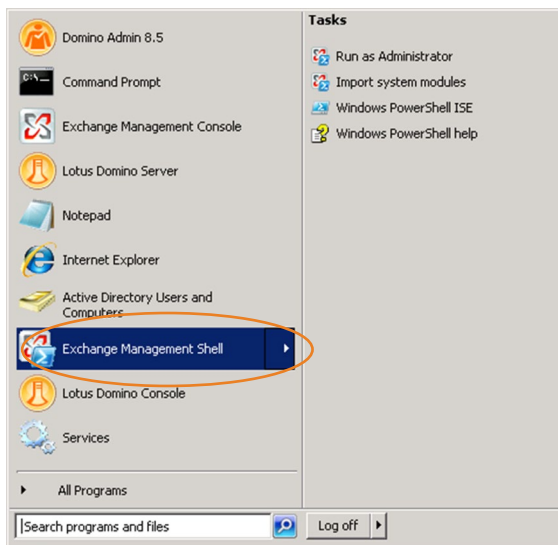 Domino Admin 8.5
Command Prompt
Exchange Management Console
Lotus Domino Server
Notepad
Internet Explorer
Active Directory Users and
Computers
Exchange Management Shell
Lotus Domino Console
Services
All Programs
Search programs and files
Log off
Tasks
Run as Administrator
Import system modules
Windows PowerShell ISE
Windows PowerShell help